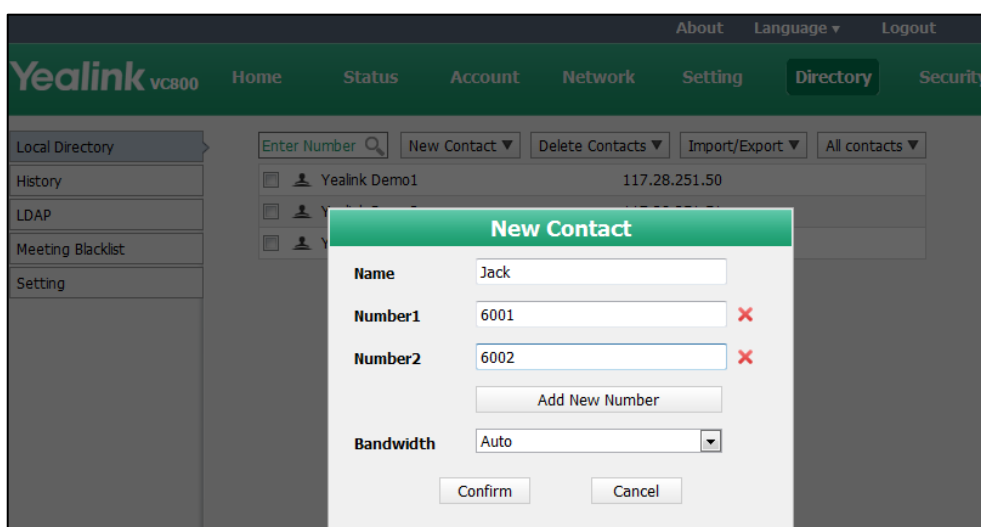 About Language ▼ Logout
Yealink VC800 Home Status Account Network Setting Directory Security
Local Directory
History
LDAP
Meeting Blacklist
Setting
Enter Number New Contact ▼ Delete Contacts ▼ Import/Export ▼ All contacts ▼
Yealink Demo1 117.28.251.50
New Contact
Name Jack
Number1 6001
Number2 6002
Add New Number
Bandwidth Auto
Confirm Cancel